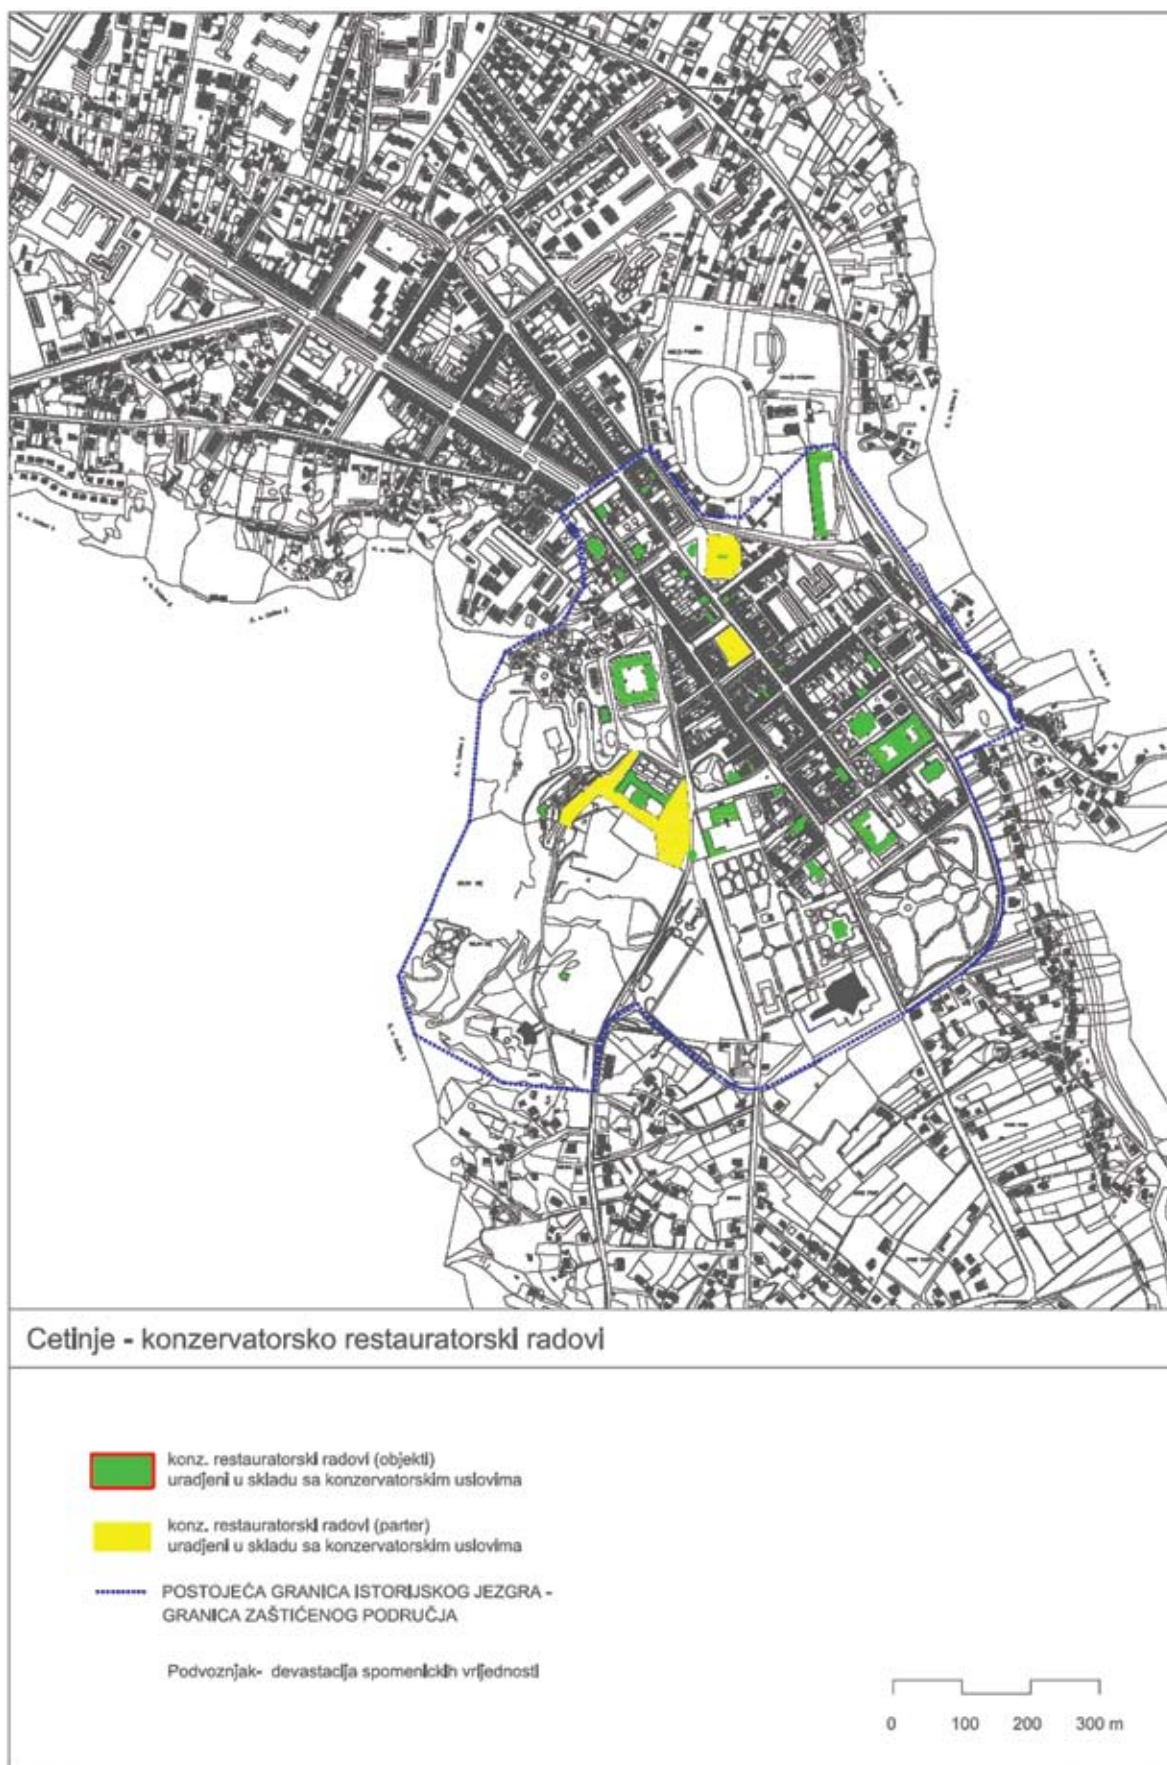 Cetinje - konzervatorsko restauratorski radovi
konz. restauratorski radovi (objekti)
uradjeni u skladu sa konzervatorskim uslovima
konz. restauratorski radovi (parter)
uradjeni u skladu sa konzervatorskim uslovima
POSTOJEĆA GRANICA ISTORIJSKOG JEZGRA -
GRANICA ZAŠTIĆENOG PODRUČJA
Podvoznjak- devastacija spomenickih vrijednosti
0 100 200 300 m